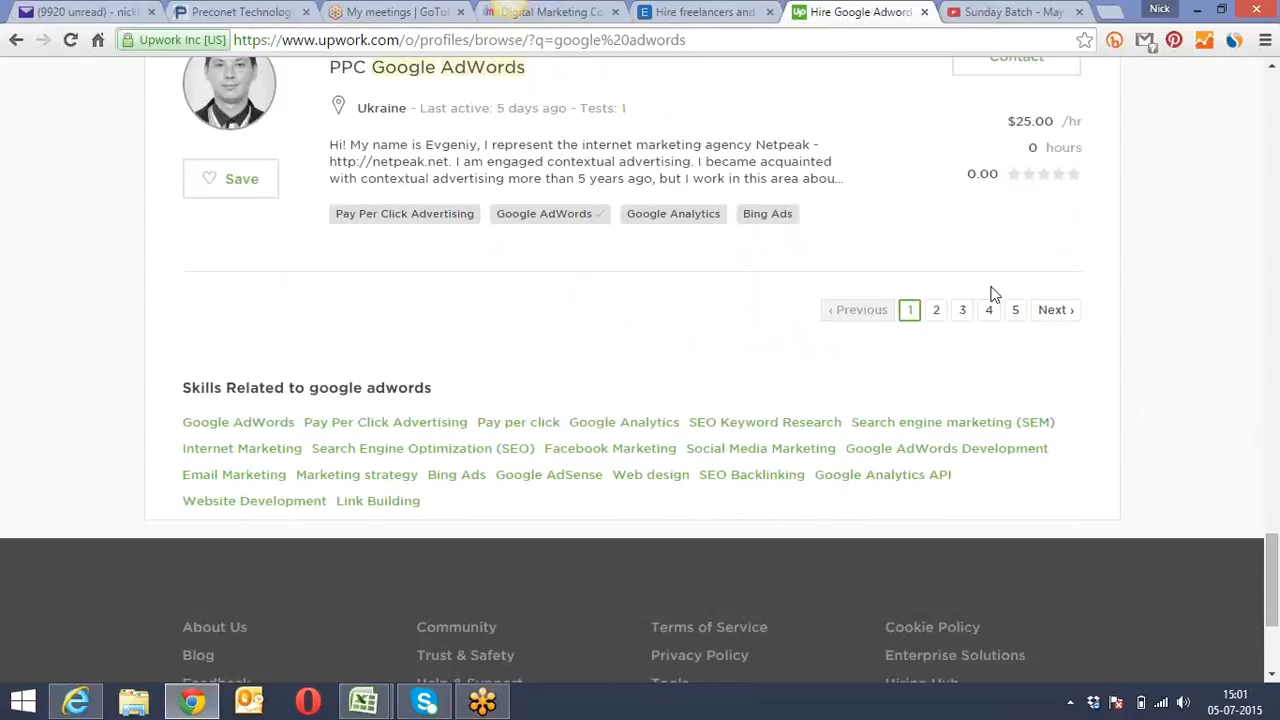 (9920 unread) - nickl
Preconet Technolog
My meetings | GoTo
Digital Marketing Co
Hire freelancers and
up Hire Google Adword
Sunday Batch - May
Nick
Upwork Inc [US]
https://www.upwork.com/o/profiles/browse/?q=google%20adwords
PPC Google AdWords
Contact
Ukraine - Last active: 5 days ago - Tests: 1
$25.00 /hr
Hi! My name is Evgeniy, I represent the internet marketing agency Netpeak -
http://netpeak.net. I am engaged contextual advertising. I became acquainted
with contextual advertising more than 5 years ago, but I work in this area abou...
0 hours
0.00
Save
Pay Per Click Advertising Google AdWords Google Analytics Bing Ads
‹ Previous 1 2 3 4 5 Next ›
Skills Related to google adwords
Google AdWords Pay Per Click Advertising Pay per click Google Analytics SEO Keyword Research Search engine marketing (SEM)
Internet Marketing Search Engine Optimization (SEO) Facebook Marketing Social Media Marketing Google AdWords Development
Email Marketing Marketing strategy Bing Ads Google AdSense Web design SEO Backlinking Google Analytics API
Website Development Link Building
About Us Community Terms of Service Cookie Policy
Blog Trust & Safety Privacy Policy Enterprise Solutions
Feedback Help & Support Tools Hiring Hub
15:01
05-07-2015